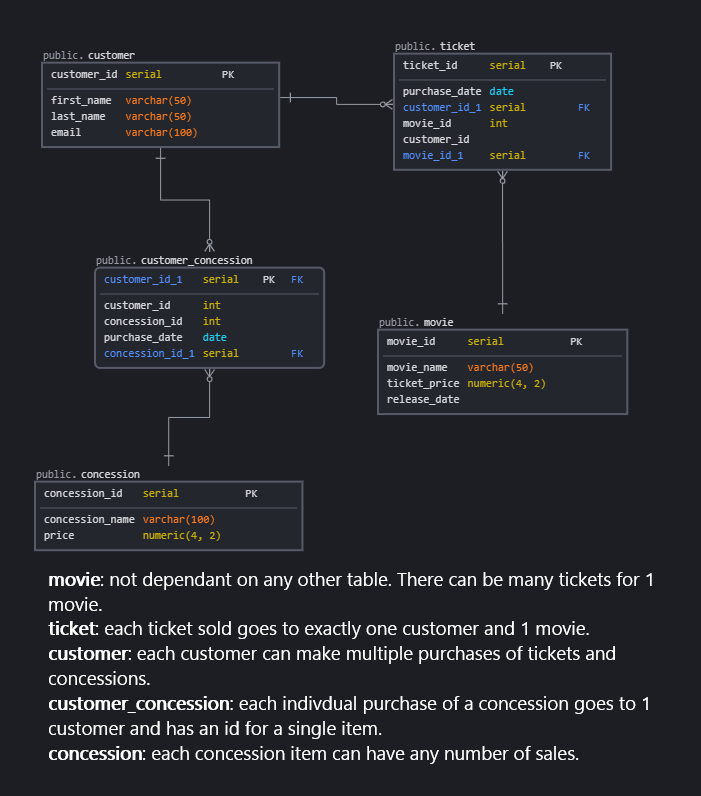 public. customer
customer_id serial PK
first_name varchar(50)
last_name varchar(50)
email varchar(100)
public. ticket
ticket_id serial PK
purchase_date date
customer_id_1 serial FK
movie_id int
customer_id
movie_id_1 serial FK
public. customer_concession
customer_id_1 serial PK FK
customer_id int
concession_id int
purchase_date date
concession_id_1 serial FK
public. movie
movie_id serial PK
movie_name varchar(50)
ticket_price numeric(4, 2)
release_date
public. concession
concession_id serial PK
concession_name varchar(100)
price numeric(4, 2)
movie: not dependant on any other table. There can be many tickets for 1
movie.
ticket: each ticket sold goes to exactly one customer and 1 movie.
customer: each customer can make multiple purchases of tickets and
concessions.
customer_concession: each indivdual purchase of a concession goes to 1
customer and has an id for a single item.
concession: each concession item can have any number of sales.